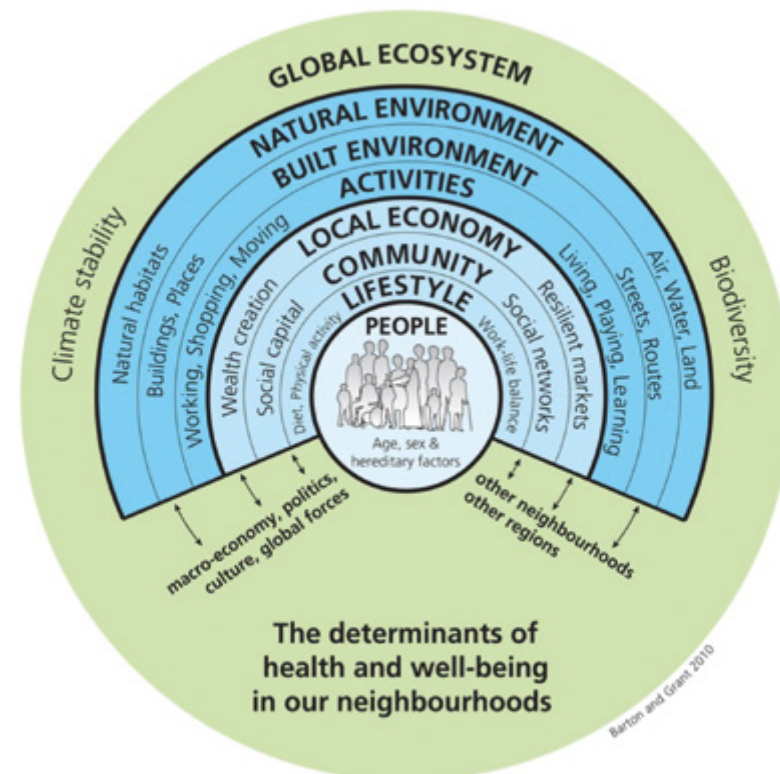 GLOBAL ECOSYSTEM
NATURAL ENVIRONMENT
BUILT ENVIRONMENT
ACTIVITIES
LOCAL ECONOMY
COMMUNITY
LIFESTYLE
PEOPLE
Age, sex &
hereditary factors
Climate stability
Natural habitats
Buildings, Places
Working, Shopping, Moving
Wealth creation
Social capital
Diet, Physical activity
Work-life balance
Social networks
Resilient markets
Living, Playing, Learning
Streets, Routes
Air, Water, Land
Biodiversity
macro-economy, politics,
culture, global forces
other neighbourhoods
other regions
The determinants of
health and well-being
in our neighbourhoods
Barton and Grant 2010